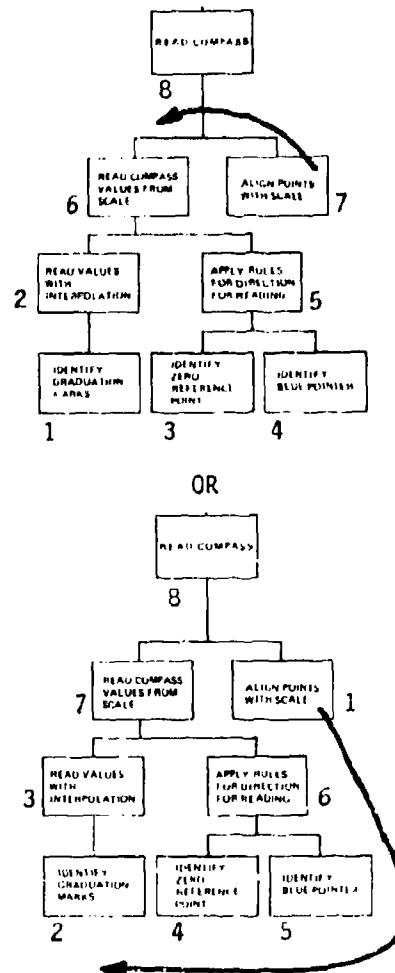 READ COMPASS
8
READ COMPASS
VALUES FROM
SCALE
6
ALIGN POINTS
WITH SCALE
7
READ VALUES
WITH
INTERPOLATION
2
APPLY RULES
FOR DIRECTION
FOR READING
5
IDENTIFY
GRADUATION
MARKS
1
IDENTIFY
ZERO
REFERENCE
POINT
3
IDENTIFY
BLUE POINTER
4
OR
READ COMPASS
8
READ COMPASS
VALUES FROM
SCALE
7
ALIGN POINTS
WITH SCALE
1
READ VALUES
WITH
INTERPOLATION
3
APPLY RULES
FOR DIRECTION
FOR READING
6
IDENTIFY
GRADUATION
MARKS
2
IDENTIFY
ZERO
REFERENCE
POINT
4
IDENTIFY
BLUE POINTER
5